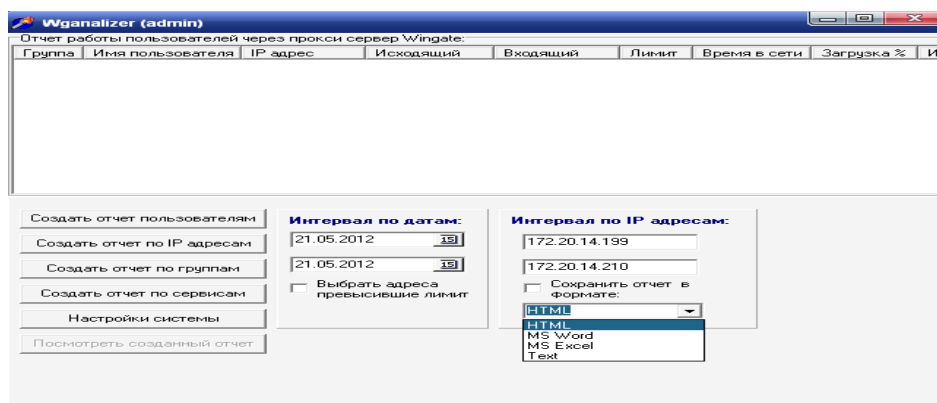 Wganalizer (admin)
Отчет работы пользователей через прокси сервер Wingate:
Группа Имя пользователя IP адрес Исходящий Входящий Лимит Время в сети Загрузка % И
Создать отчет пользователям
Создать отчет по IP адресам
Создать отчет по группам
Создать отчет по сервисам
Настройки системы
Посмотреть созданный отчет
Интервал по датам:
21.05.2012 15
21.05.2012 15
Выбрать адреса
превысившие лимит
Интервал по IP адресам:
172.20.14.199
172.20.14.210
Сохранить отчет в
формате:
HTML
HTML
MS Word
MS Excel
Text